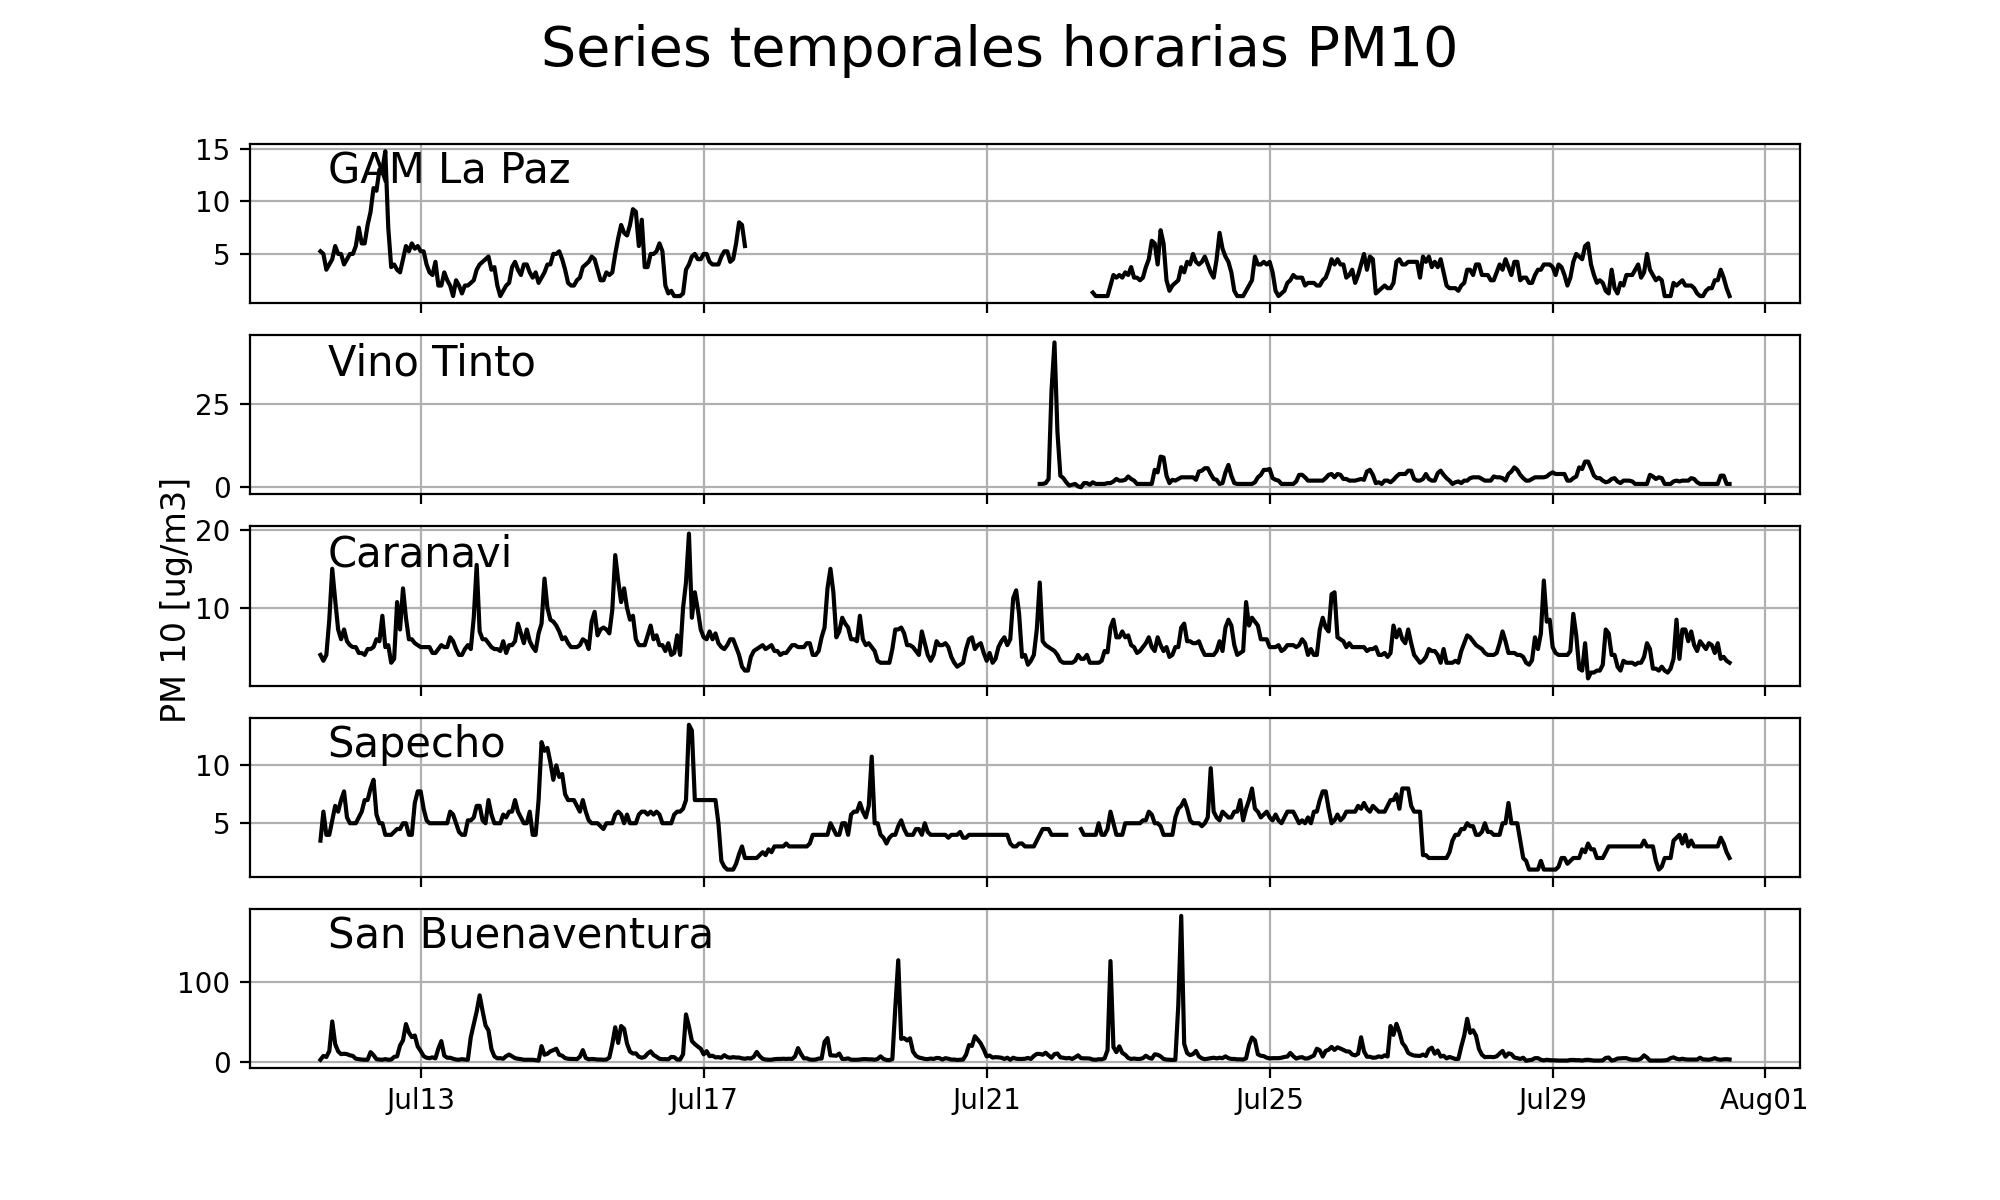 Series temporales horarias PM10
PM 10 [ug/m3]
GAM La Paz
15
10
5
Vino Tinto
25
0
Caranavi
20
10
Sapecho
10
5
San Buenaventura
100
0
Jul13 Jul17 Jul21 Jul25 Jul29 Aug01